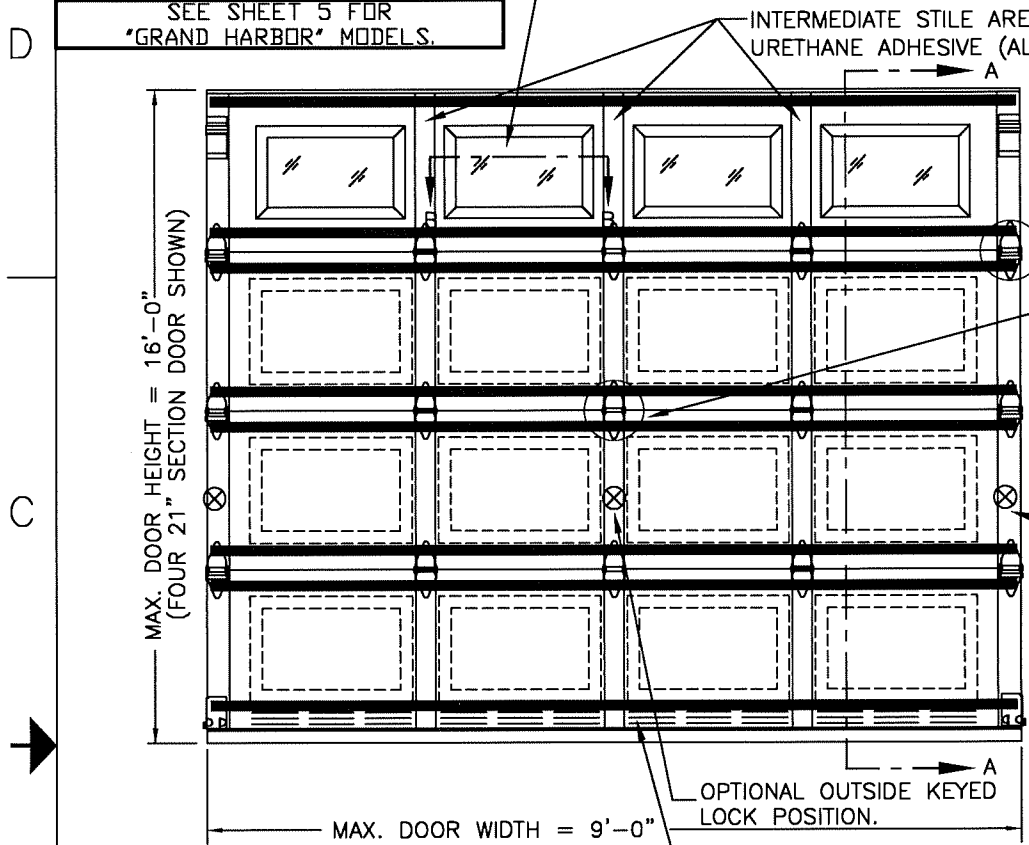 SEE SHEET 5 FOR
"GRAND HARBOR" MODELS.
D
INTERMEDIATE STILE ARE
URETHANE ADHESIVE (AL
A
MAX. DOOR HEIGHT = 16'-0"
(FOUR 21" SECTION DOOR SHOWN)
C
A
OPTIONAL OUTSIDE KEYED
LOCK POSITION.
MAX. DOOR WIDTH = 9'-0"